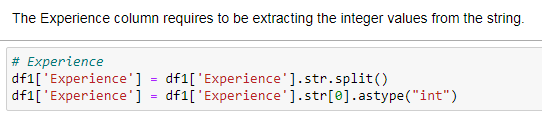 The Experience column requires to be extracting the integer values from the string.
# Experience
df1['Experience'] = df1['Experience'].str.split()
df1['Experience'] = df1['Experience'].str[0].astype("int")